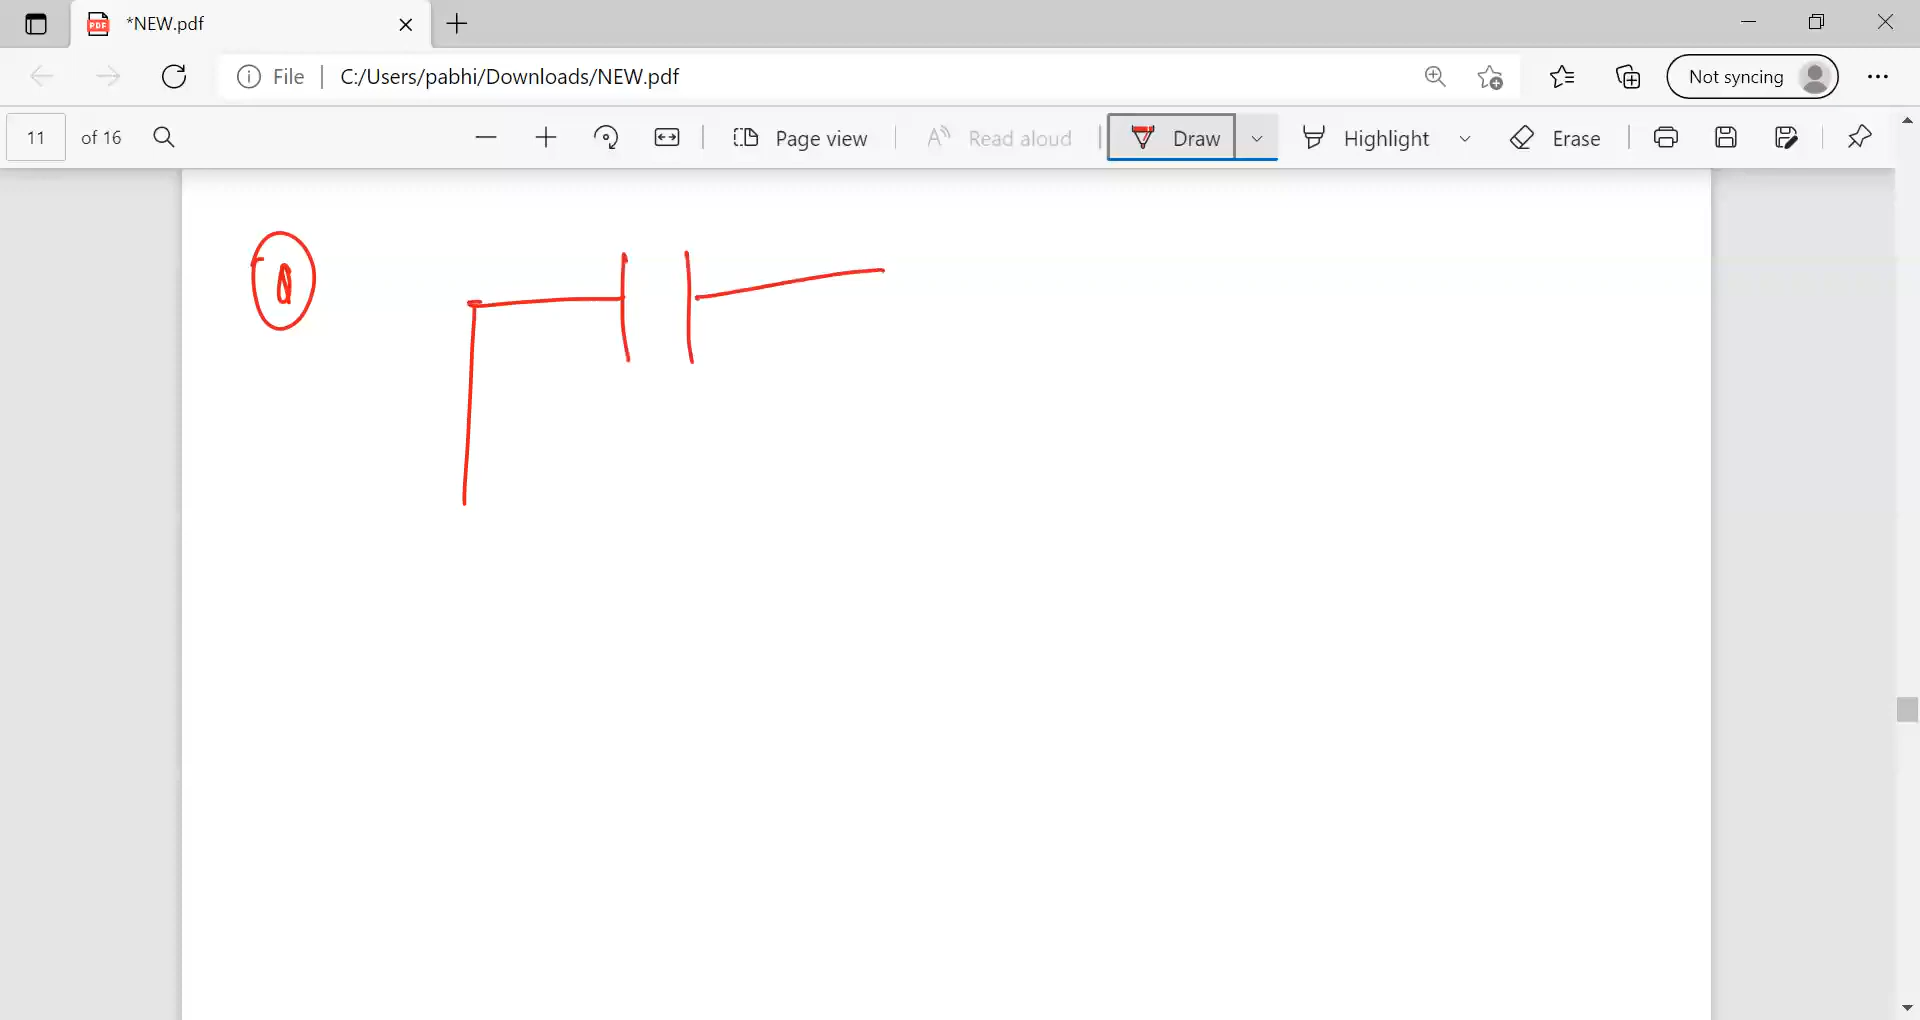 *NEW.pdf
File | C:/Users/pabhi/Downloads/NEW.pdf
Not syncing
11 of 16
Page view
Read aloud
Draw
Highlight
Erase